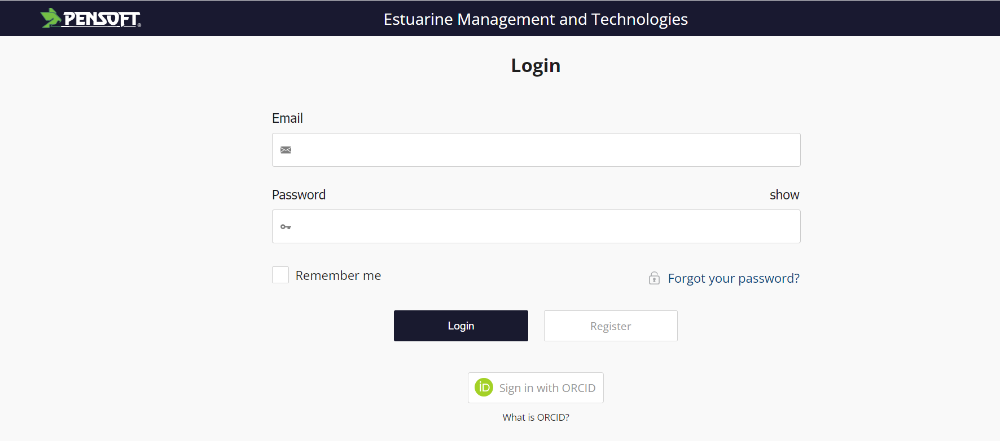 PENSOFT®
Estuarine Management and Technologies
Login
Email
Password show
Remember me
Forgot your password?
Login Register
iD Sign in with ORCID
What is ORCID?